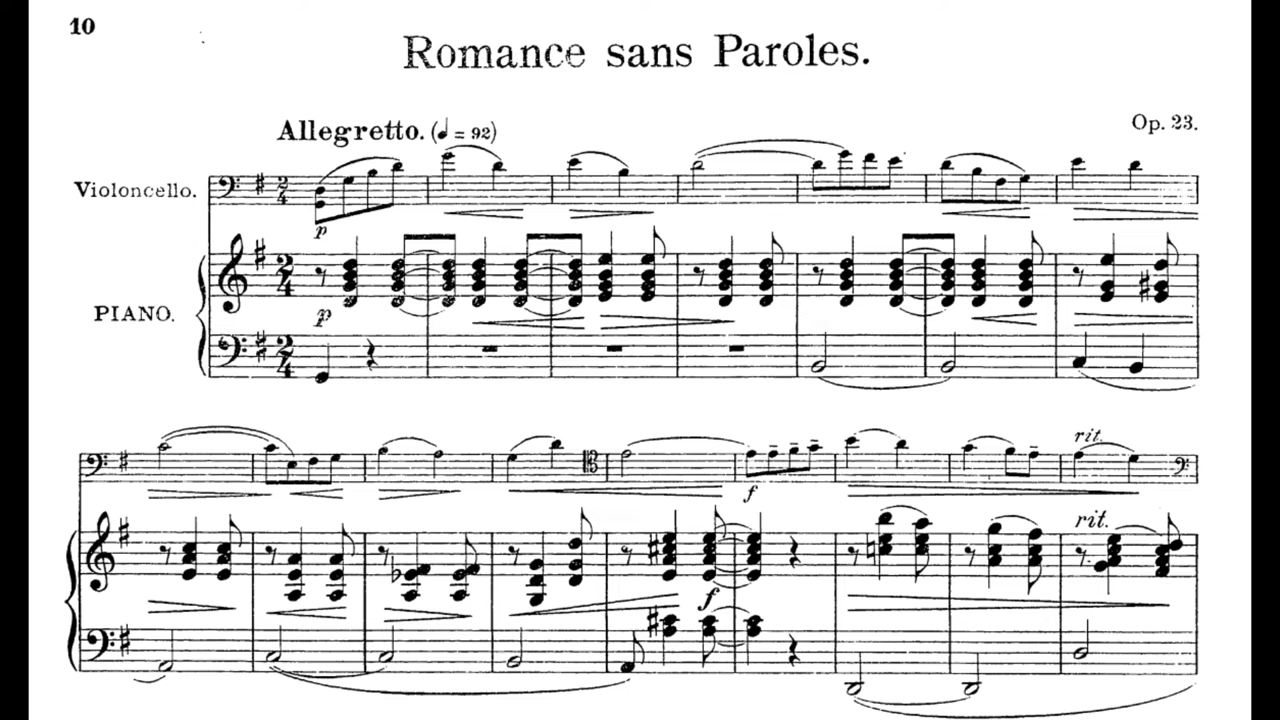 10
Romance sans Paroles.
Allegretto. (♩ = 92)
Op. 23.
Violoncello.
p
PIANO.
p
rit.
f
rit.
f